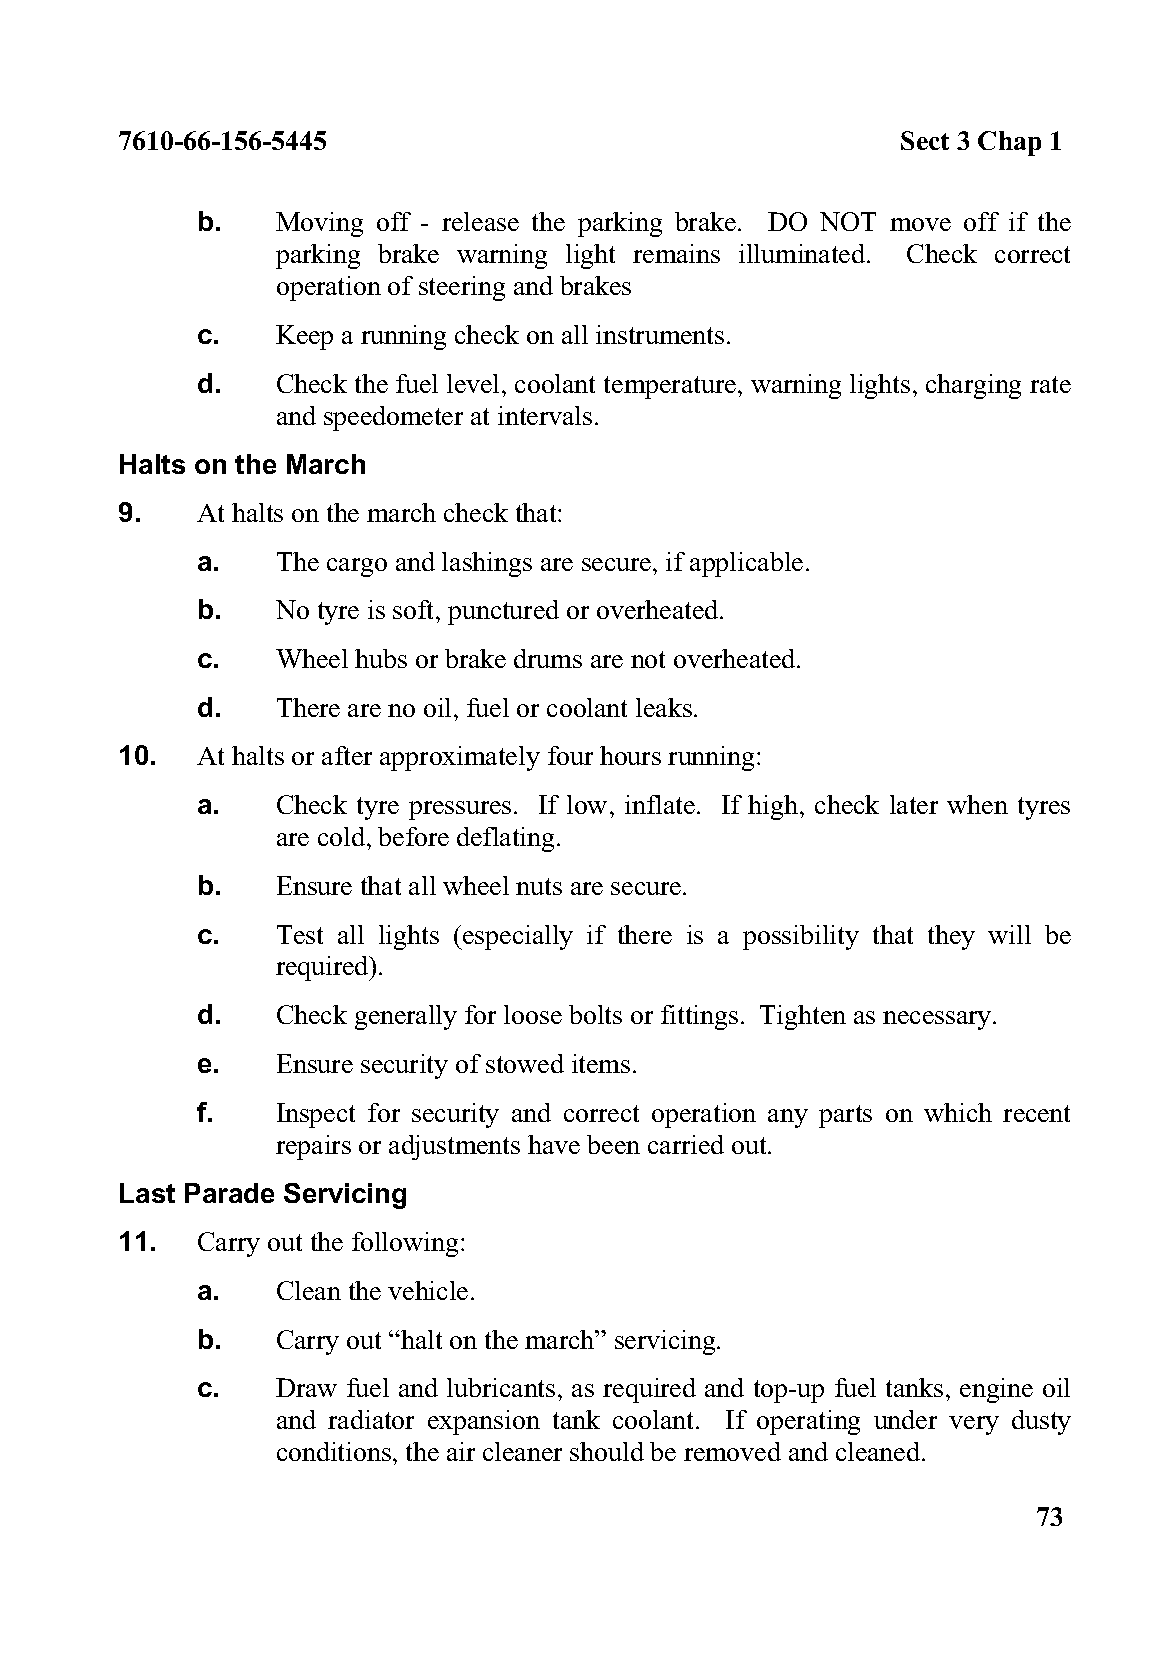 7610-66-156-5445 Sect 3 Chap 1
b. Moving off - release the parking brake. DO NOT move off if the
parking brake warning light remains illuminated. Check correct
operation of steering and brakes
c. Keep a running check on all instruments.
d. Check the fuel level, coolant temperature, warning lights, charging rate
and speedometer at intervals.
Halts on the March
9. At halts on the march check that:
a. The cargo and lashings are secure, if applicable.
b. No tyre is soft, punctured or overheated.
c. Wheel hubs or brake drums are not overheated.
d. There are no oil, fuel or coolant leaks.
10. At halts or after approximately four hours running:
a. Check tyre pressures. If low, inflate. If high, check later when tyres
are cold, before deflating.
b. Ensure that all wheel nuts are secure.
c. Test all lights (especially if there is a possibility that they will be
required).
d. Check generally for loose bolts or fittings. Tighten as necessary.
e. Ensure security of stowed items.
f. Inspect for security and correct operation any parts on which recent
repairs or adjustments have been carried out.
Last Parade Servicing
11. Carry out the following:
a. Clean the vehicle.
b. Carry out “halt on the march” servicing.
c. Draw fuel and lubricants, as required and top-up fuel tanks, engine oil
and radiator expansion tank coolant. If operating under very dusty
conditions, the air cleaner should be removed and cleaned.
73